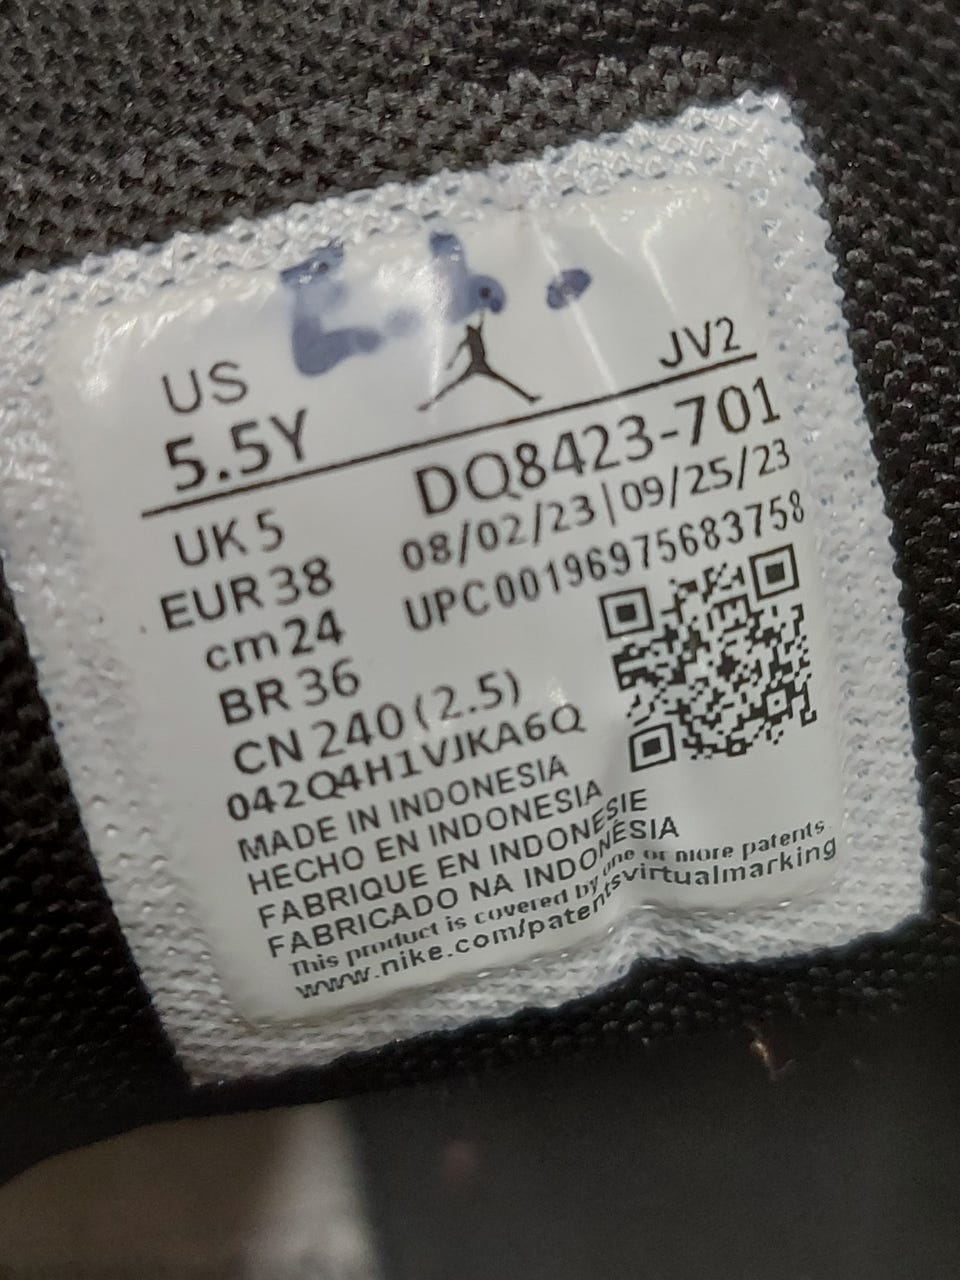 E.L.
US
5.5Y
JV2
UK 5
EUR 38
cm 24
BR 36
CN 240 (2.5)
DQ8423-701
08/02/23|09/25/23
UPC 00196975683758
042Q4H1VJKA6Q
MADE IN INDONESIA
HECHO EN INDONESIA
FABRIQUE EN INDONESIE
FABRICADO NA INDONÉSIA
This product is covered by one or more patents.
www.nike.com/patentsvirtualmarking